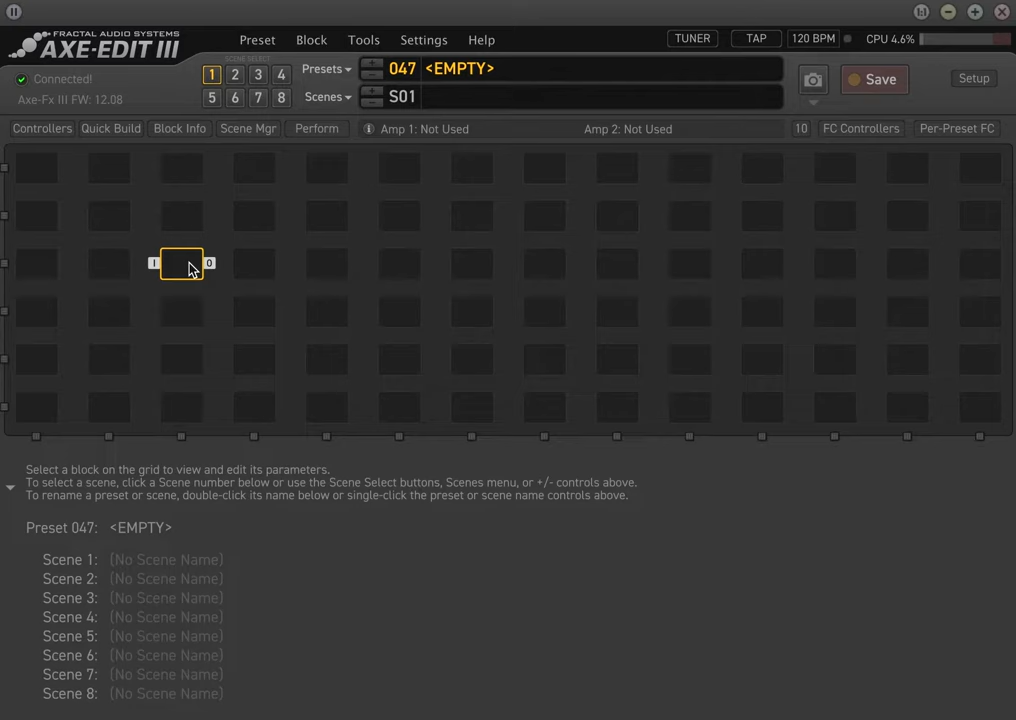 FRACTAL AUDIO SYSTEMS
AXE-EDIT III
Preset Block Tools Settings Help
TUNER TAP 120 BPM CPU 4.6%
Connected!
Axe-Fx III FW: 12.08
SCENE SELECT
1 2 3 4
5 6 7 8
Presets + − 047 <EMPTY>
Scenes + − S01
Save
Setup
Controllers Quick Build Block Info Scene Mgr Perform Amp 1: Not Used Amp 2: Not Used 10 FC Controllers Per-Preset FC
I O
Select a block on the grid to view and edit its parameters.
To select a scene, click a Scene number below or use the Scene Select buttons, Scenes menu, or +/- controls above.
To rename a preset or scene, double-click its name below or single-click the preset or scene name controls above.
Preset 047: <EMPTY>
Scene 1: (No Scene Name)
Scene 2: (No Scene Name)
Scene 3: (No Scene Name)
Scene 4: (No Scene Name)
Scene 5: (No Scene Name)
Scene 6: (No Scene Name)
Scene 7: (No Scene Name)
Scene 8: (No Scene Name)